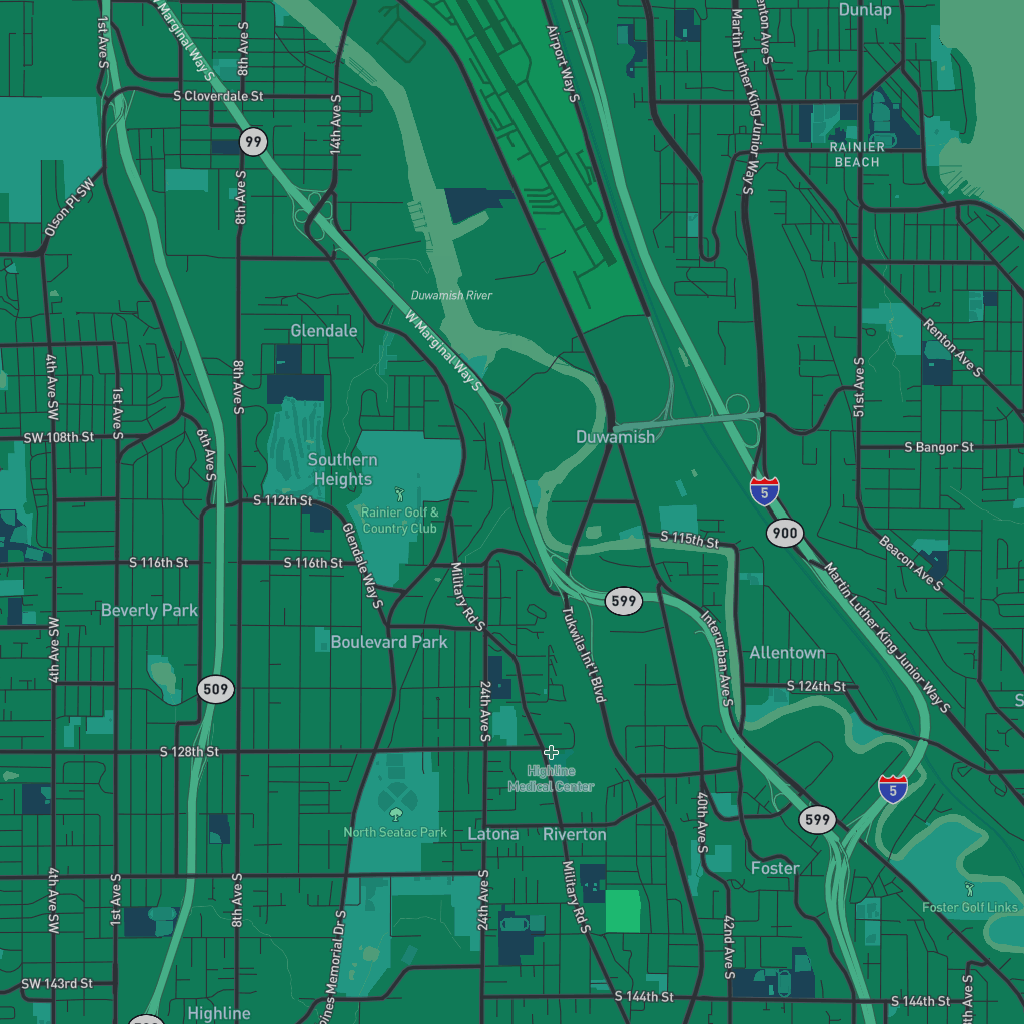 Dunlap
1st Ave S
W Marginal Way S
8th Ave S
Airport Way S
Martin Luther King Junior Way S
Renton Ave S
S Cloverdale St
14th Ave S
99
RAINIER
BEACH
Olson Pl SW
8th Ave S
Duwamish River
Glendale
W Marginal Way S
Renton Ave S
4th Ave SW
1st Ave S
8th Ave S
51st Ave S
SW 108th St
6th Ave S
Duwamish
S Bangor St
Southern
Heights
S 112th St
Rainier Golf &
Country Club
5
900
Glendale Way S
S 115th St
Beacon Ave S
S 116th St
S 116th St
Military Rd S
599
Martin Luther King Junior Way S
Beverly Park
Tukwila Int'l Blvd
Interurban Ave S
4th Ave SW
Boulevard Park
Allentown
509
24th Ave S
S 124th St
S 128th St
Highline
Medical Center
5
North Seatac Park
Latona
Riverton
40th Ave S
599
Foster
4th Ave SW
1st Ave S
8th Ave S
24th Ave S
Military Rd S
Foster Golf Links
42nd Ave S
SW 143rd St
S 144th St
S 144th St
Highline